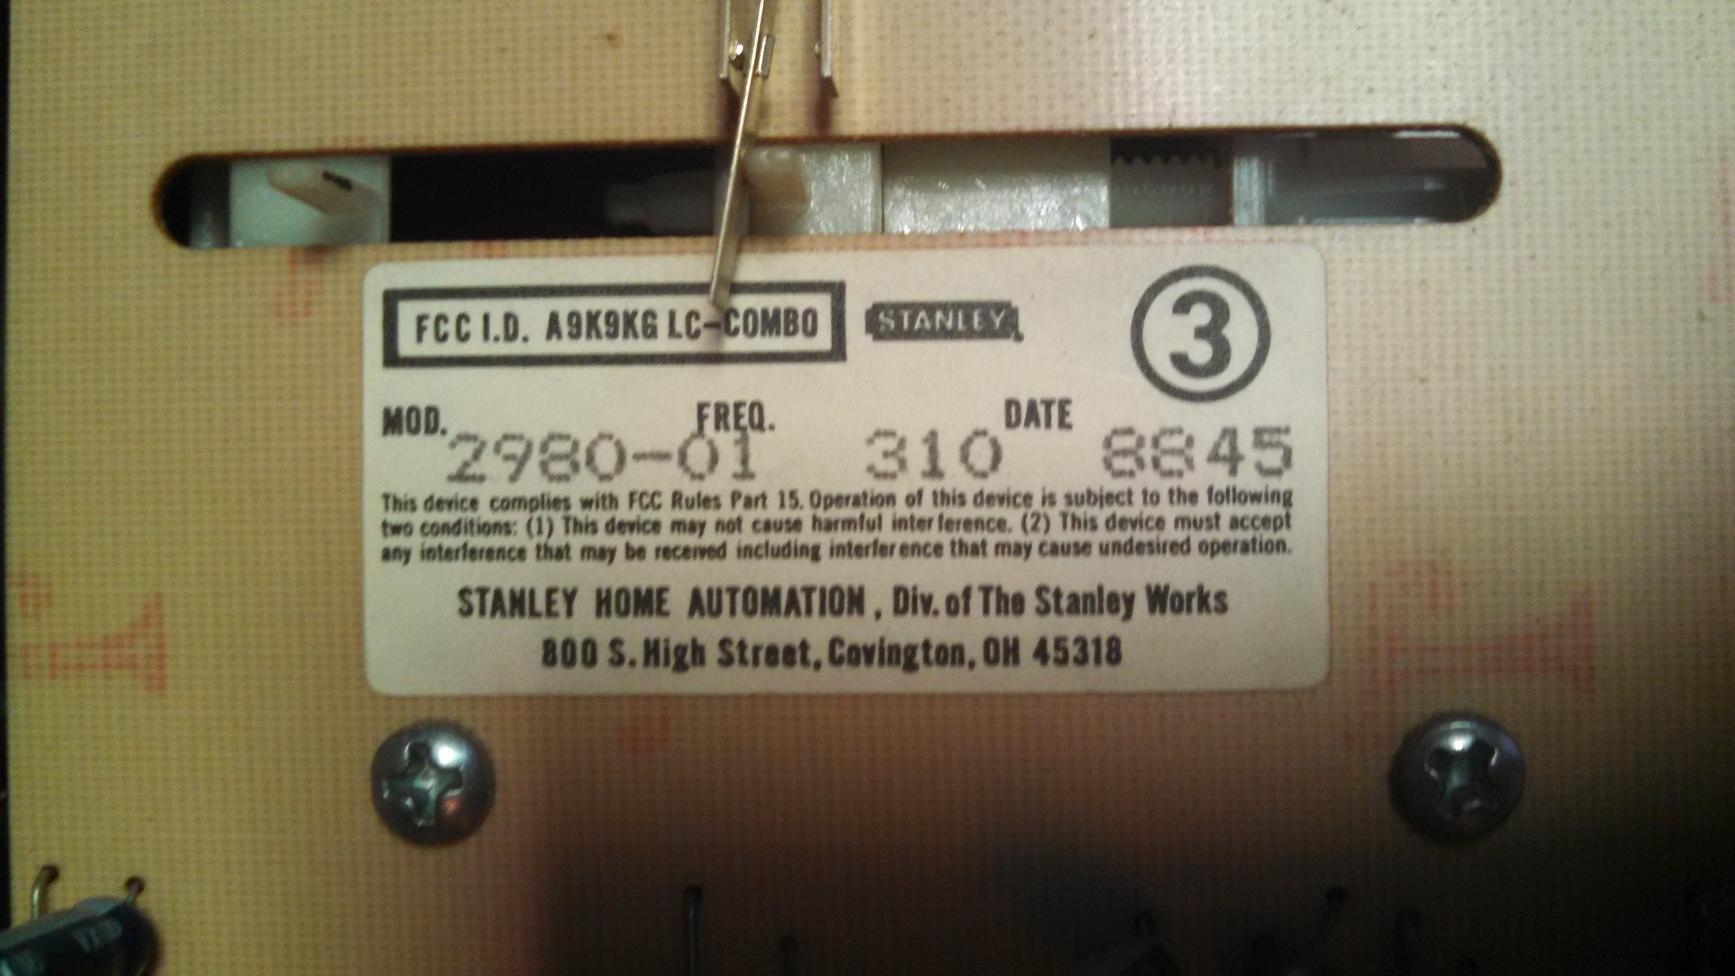 FCC I.D. A9K9K6 LC-COMBO STANLEY 3
MOD. FREQ. DATE
2980-01 310 8845
This device complies with FCC Rules Part 15. Operation of this device is subject to the following
two conditions: (1) This device may not cause harmful interference. (2) This device must accept
any interference that may be received including interference that may cause undesired operation.
STANLEY HOME AUTOMATION, Div. of The Stanley Works
800 S. High Street, Covington, OH 45318